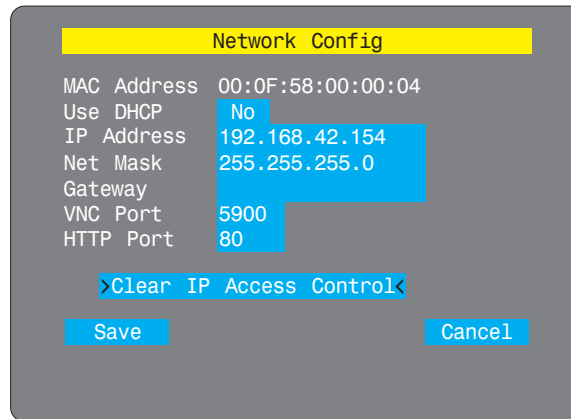 Network Config
MAC Address 00:0F:58:00:00:04
Use DHCP No
IP Address 192.168.42.154
Net Mask 255.255.255.0
Gateway
VNC Port 5900
HTTP Port 80
>Clear IP Access Control<
Save Cancel